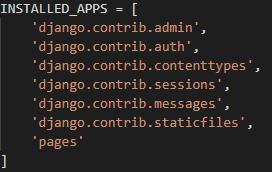 INSTALLED_APPS = [
    'django.contrib.admin',
    'django.contrib.auth',
    'django.contrib.contenttypes',
    'django.contrib.sessions',
    'django.contrib.messages',
    'django.contrib.staticfiles',
    'pages'
]